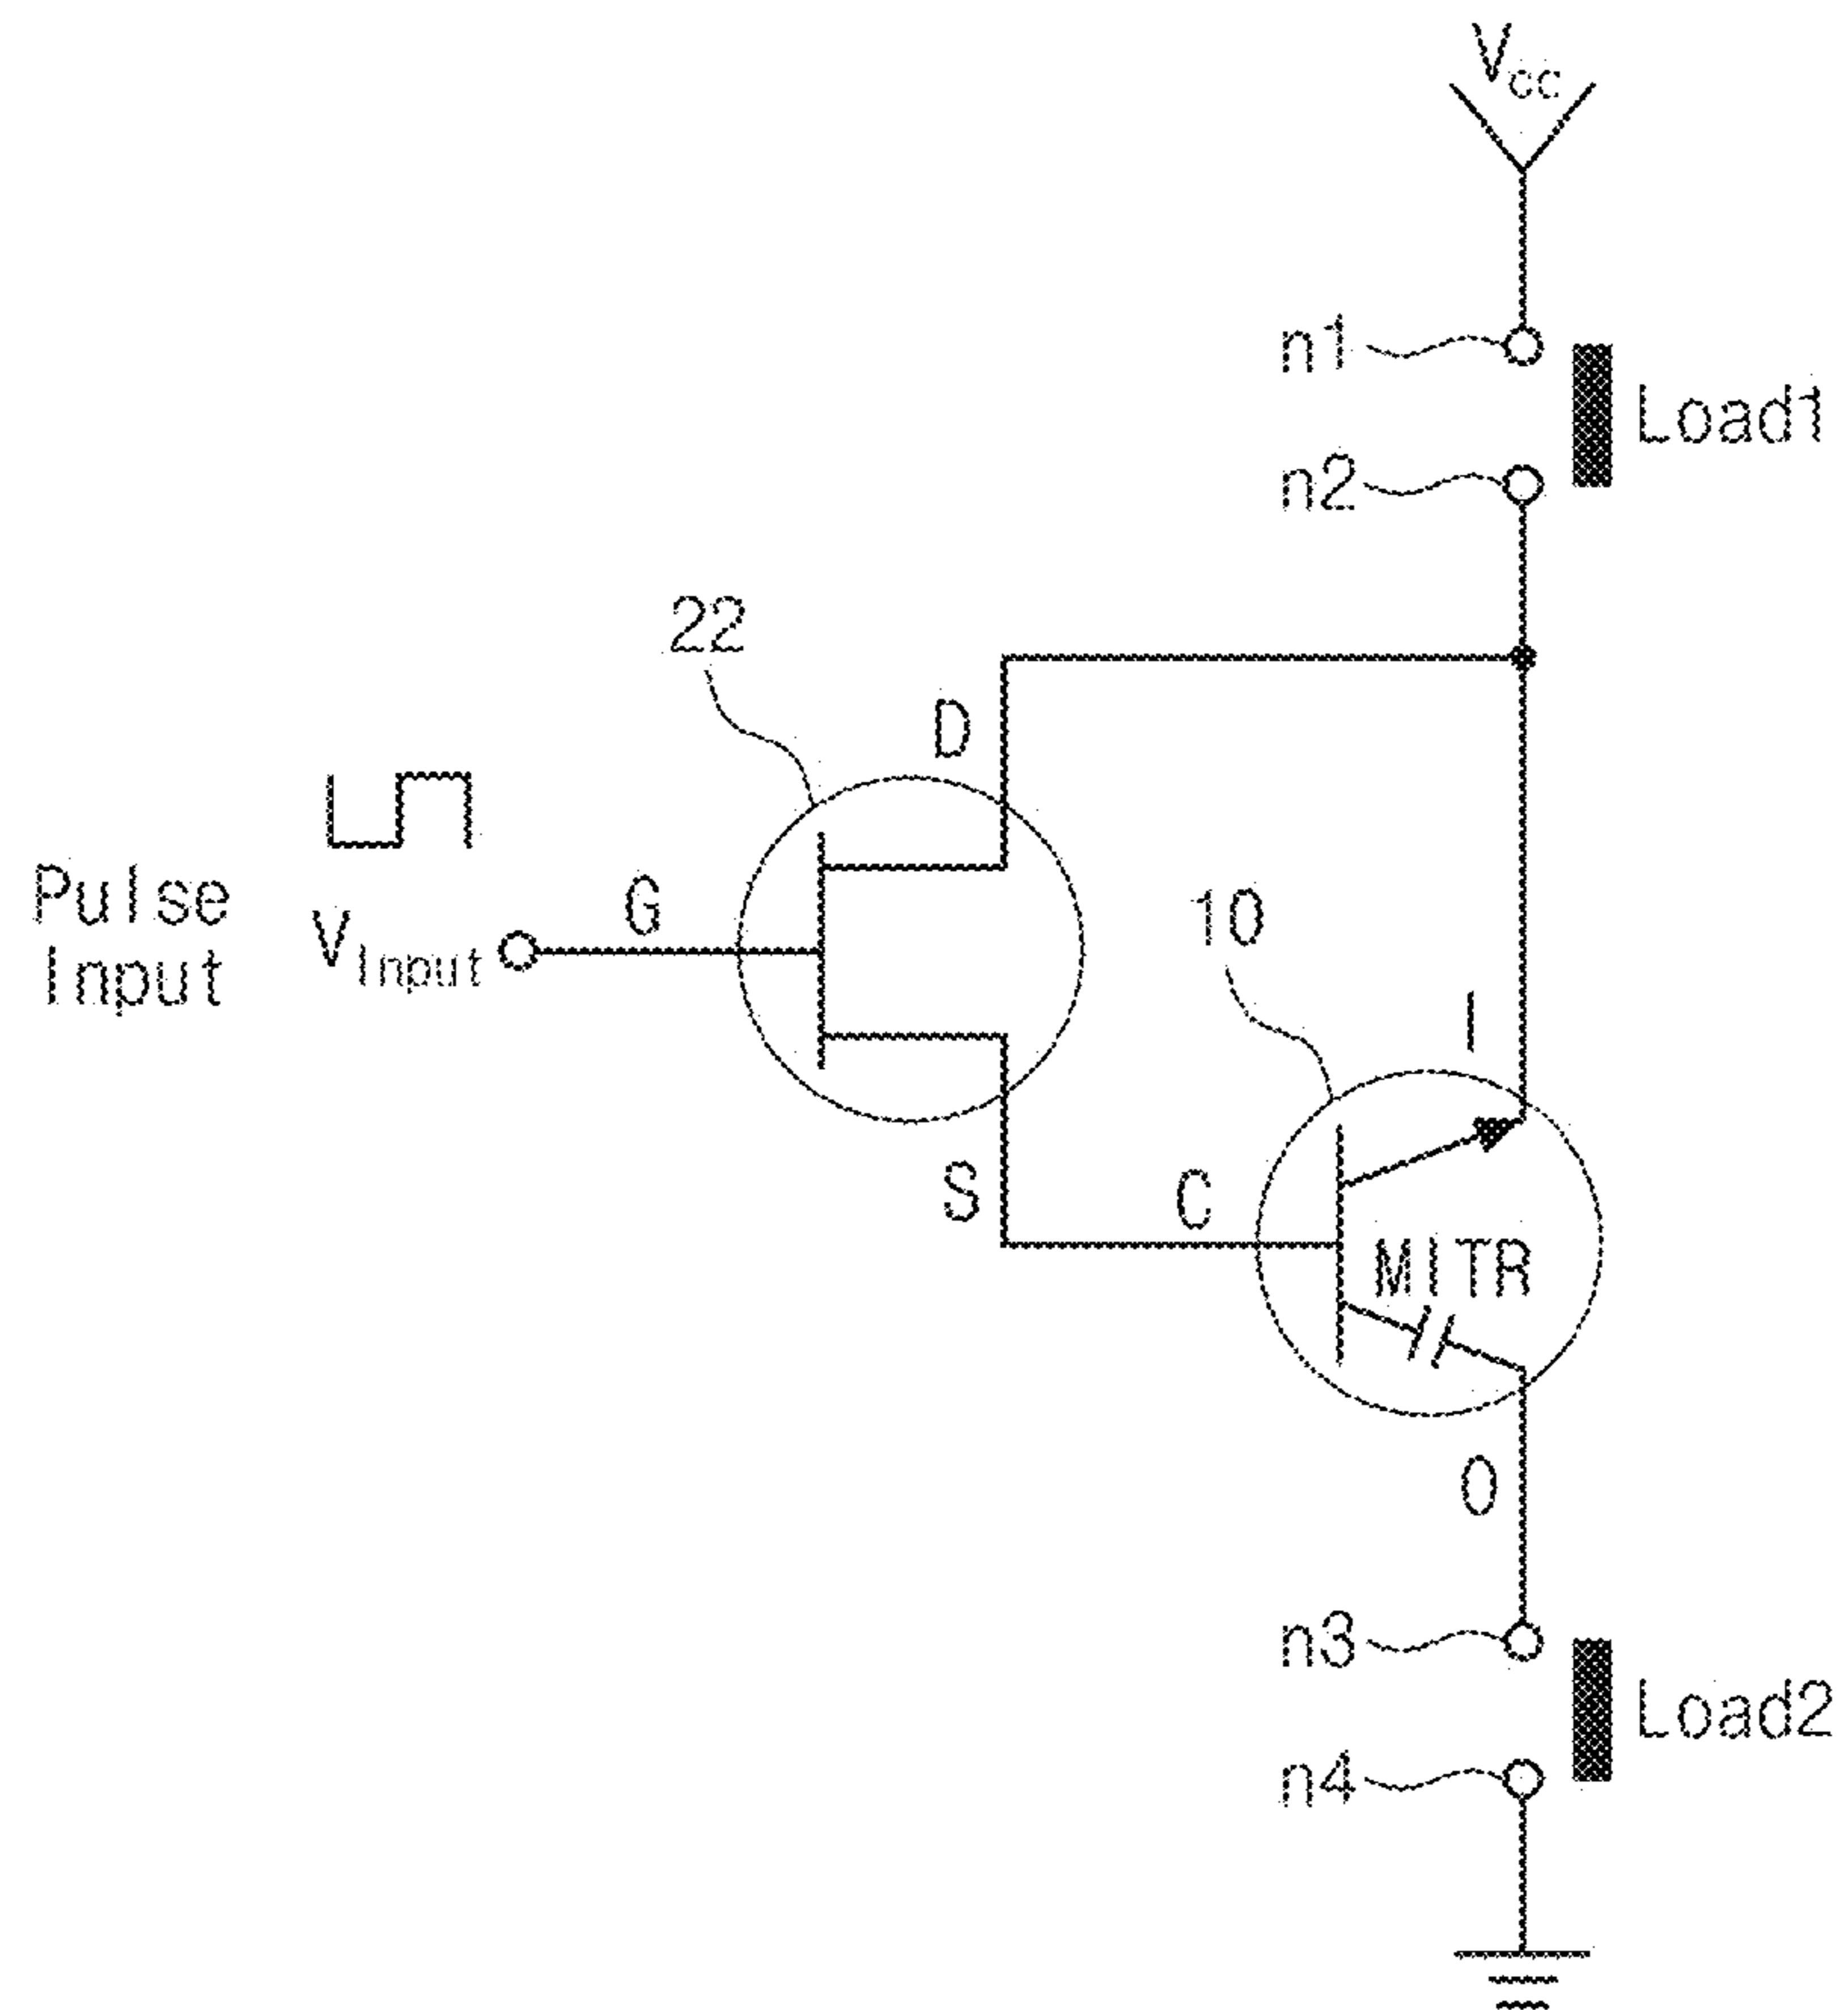 Vcc
n1
Load1
n2
22
D
Pulse
Input
VInput
G
10
I
S
C
MITR
O
n3
Load2
n4